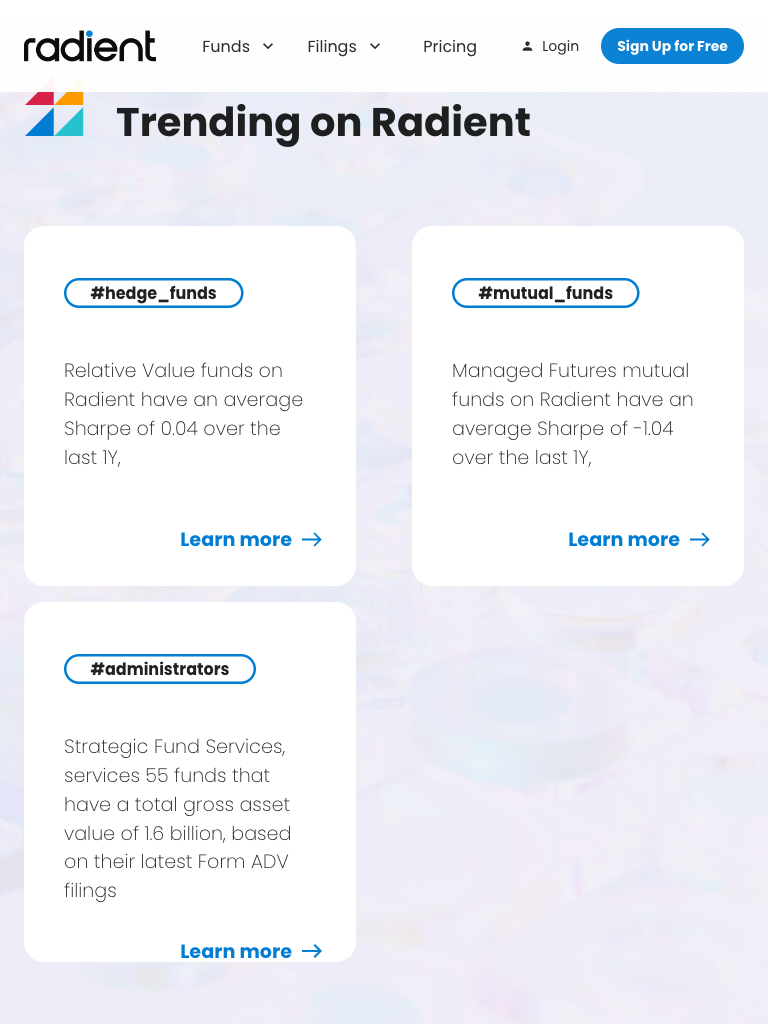 radient
Funds
Filings
Pricing
Login
Sign Up for Free
Trending on Radient
#hedge_funds
Relative Value funds on
Radient have an average
Sharpe of 0.04 over the
last 1Y,
Learn more
#mutual_funds
Managed Futures mutual
funds on Radient have an
average Sharpe of -1.04
over the last 1Y,
Learn more
#administrators
Strategic Fund Services,
services 55 funds that
have a total gross asset
value of 1.6 billion, based
on their latest Form ADV
filings
Learn more